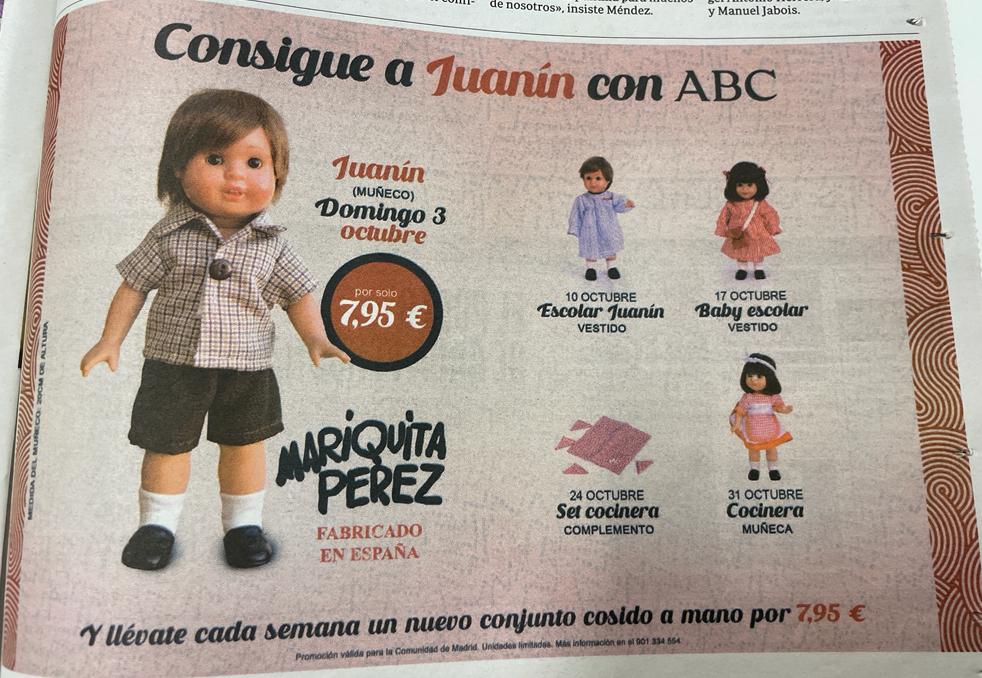 de nosotros», insiste Méndez.
y Manuel Jabois.
Consigue a Juanín con ABC
Juanín
(MUÑECO)
Domingo 3
octubre
por solo
7,95 €
MARIQUITA
PEREZ
FABRICADO
EN ESPAÑA
MEDIDA DEL MUÑECO: 20CM DE ALTURA
10 OCTUBRE
Escolar Juanín
VESTIDO
17 OCTUBRE
Baby escolar
VESTIDO
24 OCTUBRE
Set cocinera
COMPLEMENTO
31 OCTUBRE
Cocinera
MUÑECA
Y llévate cada semana un nuevo conjunto cosido a mano por 7,95 €
Promoción válida para la Comunidad de Madrid. Unidades limitadas. Más información en el 901 334 554.